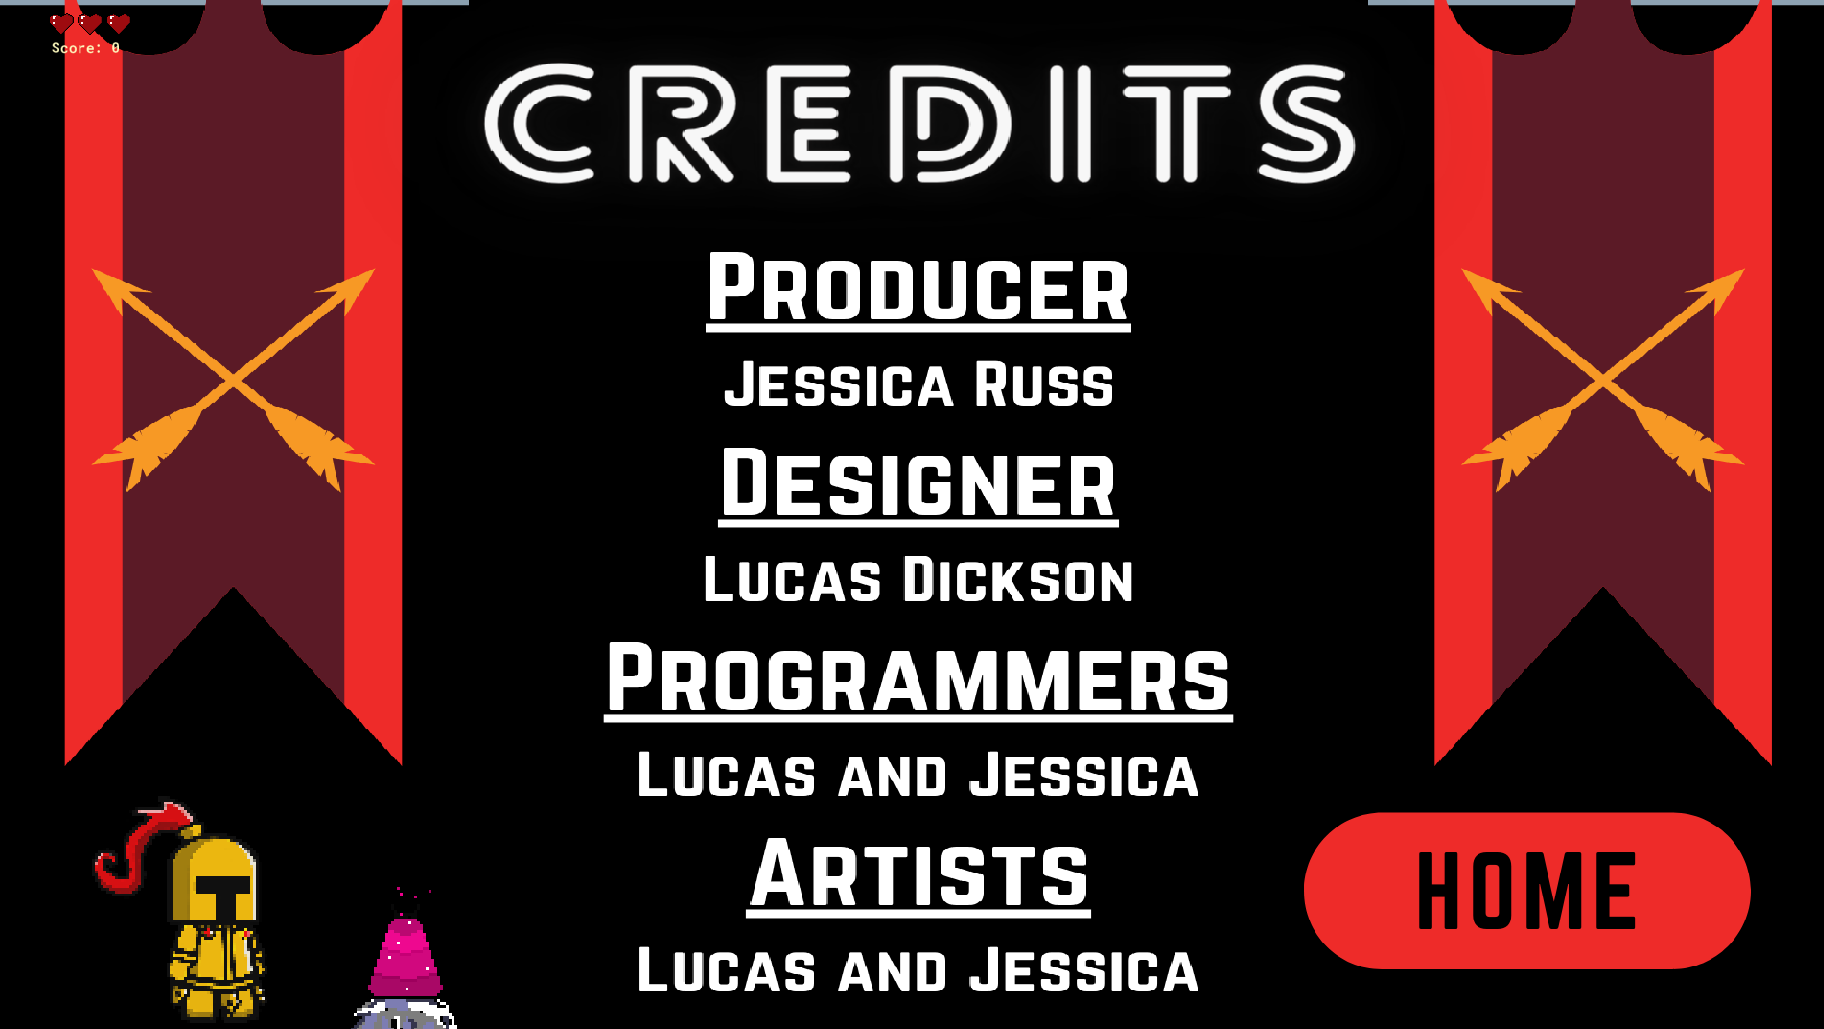 Score: 0
CREDITS
PRODUCER
JESSICA RUSS
DESIGNER
LUCAS DICKSON
PROGRAMMERS
LUCAS AND JESSICA
ARTISTS
LUCAS AND JESSICA
HOME